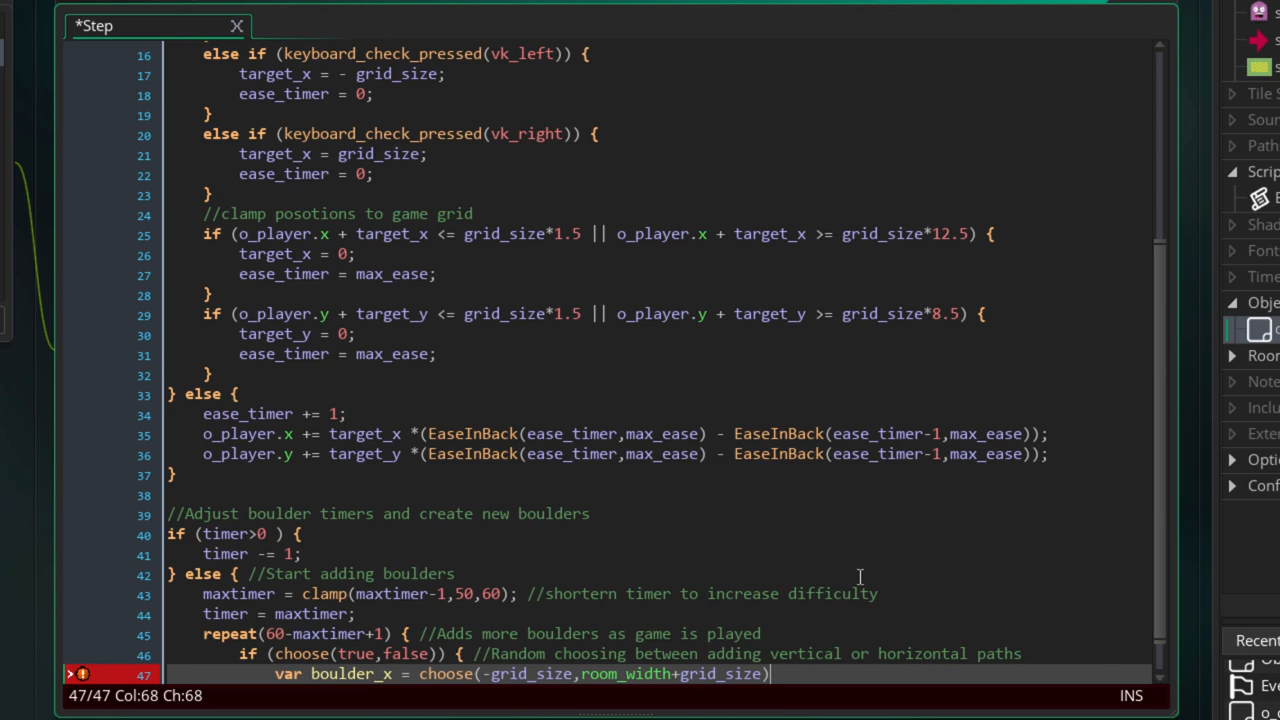 *Step X
16 else if (keyboard_check_pressed(vk_left)) {
17 target_x = - grid_size;
18 ease_timer = 0;
19 }
20 else if (keyboard_check_pressed(vk_right)) {
21 target_x = grid_size;
22 ease_timer = 0;
23 }
24 //clamp posotions to game grid
25 if (o_player.x + target_x <= grid_size*1.5 || o_player.x + target_x >= grid_size*12.5) {
26 target_x = 0;
27 ease_timer = max_ease;
28 }
29 if (o_player.y + target_y <= grid_size*1.5 || o_player.y + target_y >= grid_size*8.5) {
30 target_y = 0;
31 ease_timer = max_ease;
32 }
33 } else {
34 ease_timer += 1;
35 o_player.x += target_x *(EaseInBack(ease_timer,max_ease) - EaseInBack(ease_timer-1,max_ease));
36 o_player.y += target_y *(EaseInBack(ease_timer,max_ease) - EaseInBack(ease_timer-1,max_ease));
37 }
38
39 //Adjust boulder timers and create new boulders
40 if (timer>0 ) {
41 timer -= 1;
42 } else { //Start adding boulders
43 maxtimer = clamp(maxtimer-1,50,60); //shortern timer to increase difficulty
44 timer = maxtimer;
45 repeat(60-maxtimer+1) { //Adds more boulders as game is played
46 if (choose(true,false)) { //Random choosing between adding vertical or horizontal paths
47 var boulder_x = choose(-grid_size,room_width+grid_size)
47/47 Col:68 Ch:68 INS
s
s
s
Tile S
Soun
Path
Scrip
Shad
Font
Time
Obje
Room
Note
Inclu
Exter
Optio
Conf
Recent
Eve